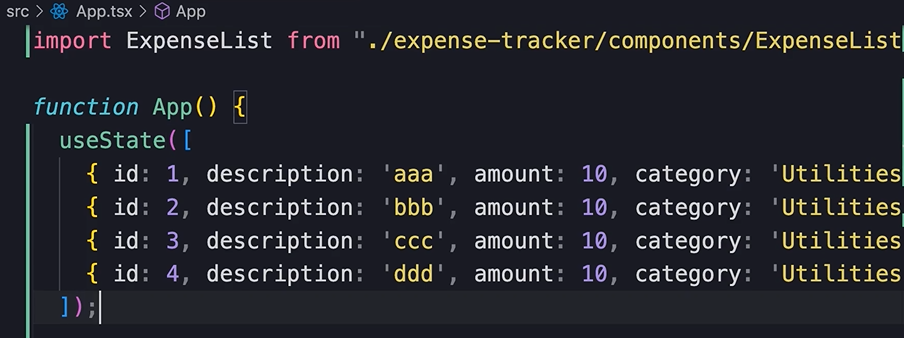 src > App.tsx > App
import ExpenseList from "./expense-tracker/components/ExpenseList
function App() {
useState([
{ id: 1, description: 'aaa', amount: 10, category: 'Utilities
{ id: 2, description: 'bbb', amount: 10, category: 'Utilities
{ id: 3, description: 'ccc', amount: 10, category: 'Utilities
{ id: 4, description: 'ddd', amount: 10, category: 'Utilities
]);